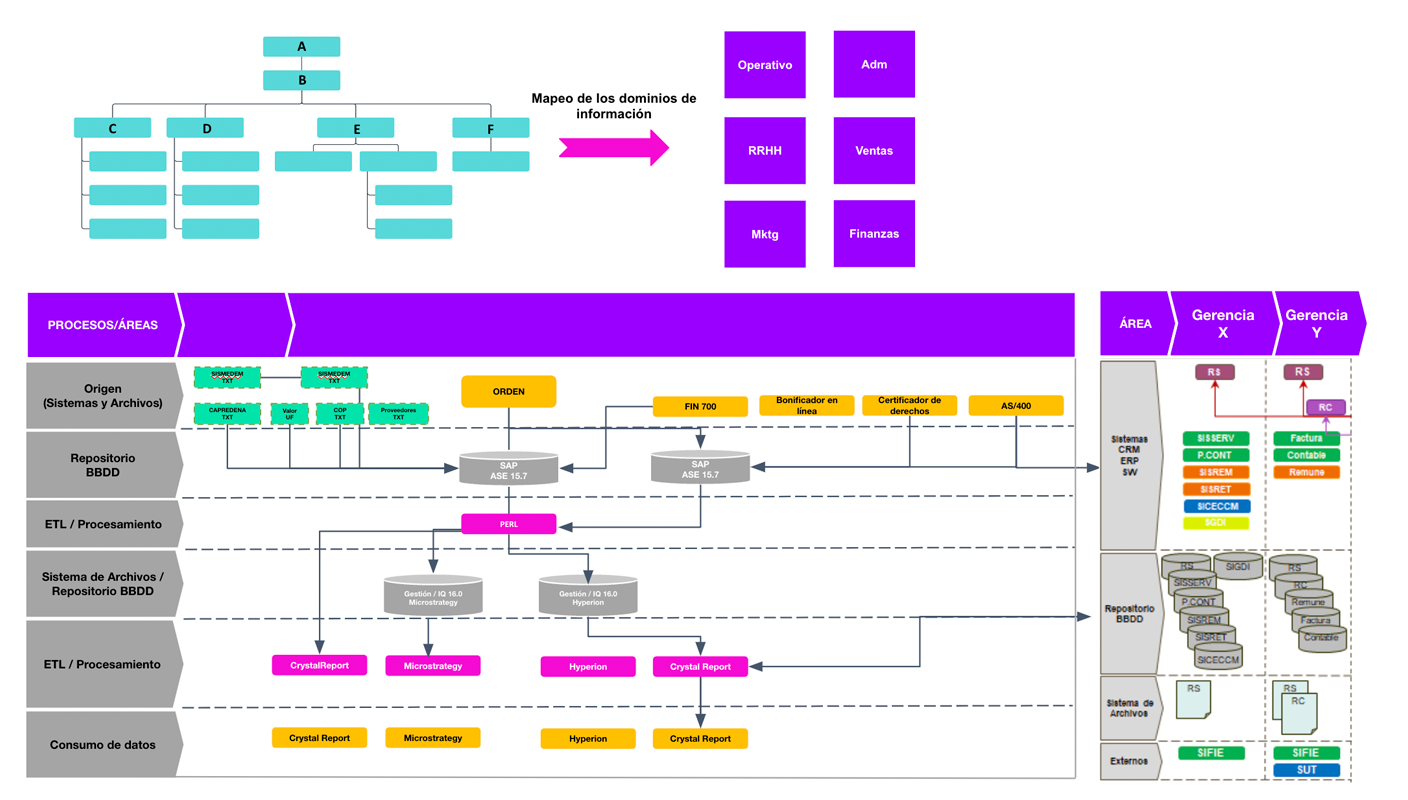 A
B
C
D
E
F
Mapeo de los dominios de
información
Operativo
Adm
RRHH
Ventas
Mktg
Finanzas
PROCESOS/ÁREAS
Origen
(Sistemas y Archivos)
SISMEDEM
TXT
SISMEDEM
TXT
CAPREDENA
TXT
Valor
UF
COP
TXT
Proveedores
TXT
ORDEN
FIN 700
Bonificador en
línea
Certificador de
derechos
AS/400
Repositorio
BBDD
SAP
ASE 15.7
SAP
ASE 15.7
ETL / Procesamiento
PERL
Sistema de Archivos /
Repositorio BBDD
Gestión / IQ 16.0
Microstrategy
Gestión / IQ 16.0
Hyperion
ETL / Procesamiento
CrystalReport
Microstrategy
Hyperion
Crystal Report
Consumo de datos
Crystal Report
Microstrategy
Hyperion
Crystal Report
ÁREA
Gerencia
X
Gerencia
Y
Sistemas
CRM
ERP
SW
RS
RS
RC
SISSERV
P.CONT
SISREM
SISRET
SICECCM
SGDI
Factura
Contable
Remune
Repositorio
BBDD
RS
SIGDI
SISSERV
P.CONT
SISREM
SISRET
SICECCM
RS
RC
Remune
Factura
Contable
Sistema de
Archivos
RS
RS
RC
Externos
SIFIE
SIFIE
SUT